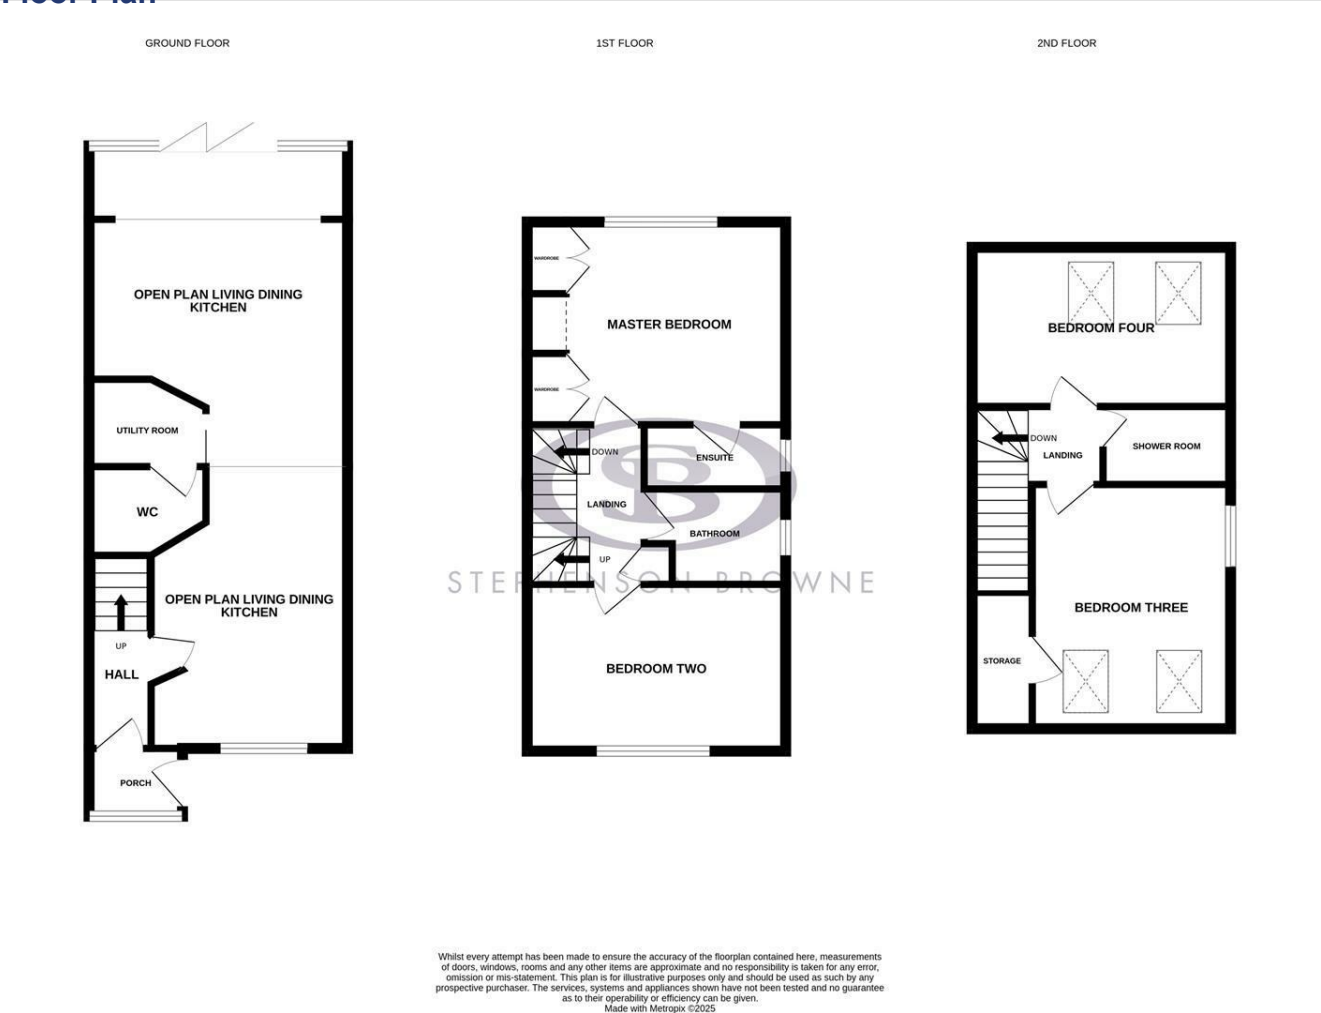 Floor Plan
GROUND FLOOR
1ST FLOOR
2ND FLOOR
OPEN PLAN LIVING DINING
KITCHEN
UTILITY ROOM
WC
OPEN PLAN LIVING DINING
KITCHEN
UP
HALL
PORCH
WARDROBE
MASTER BEDROOM
WARDROBE
DOWN
ENSUITE
LANDING
BATHROOM
UP
BEDROOM TWO
SB
STEPHENSON BROWNE
BEDROOM FOUR
DOWN
LANDING
SHOWER ROOM
BEDROOM THREE
STORAGE
Whilst every attempt has been made to ensure the accuracy of the floorplan contained here, measurements
of doors, windows, rooms and any other items are approximate and no responsibility is taken for any error,
omission or mis-statement. This plan is for illustrative purposes only and should be used as such by any
prospective purchaser. The services, systems and appliances shown have not been tested and no guarantee
as to their operability or efficiency can be given.
Made with Metropix ©2025